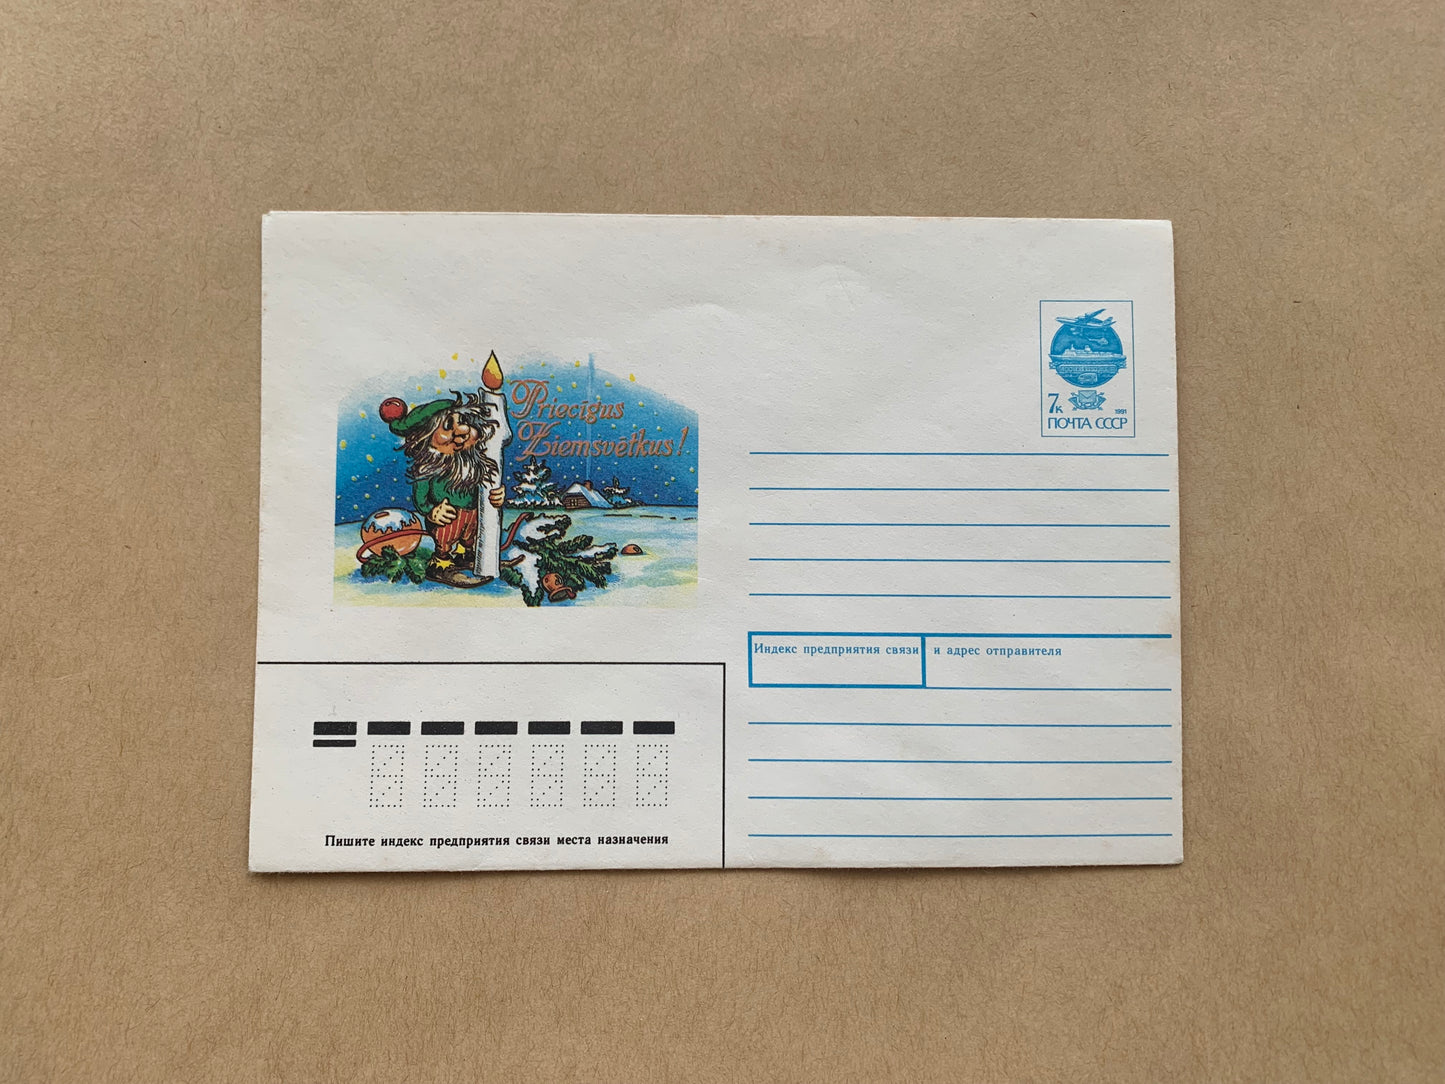 Priecīgus
Ziemsvētkus!
7к
1991
ПОЧТА СССР
Индекс предприятия связи и адрес отправителя
Пишите индекс предприятия связи места назначения